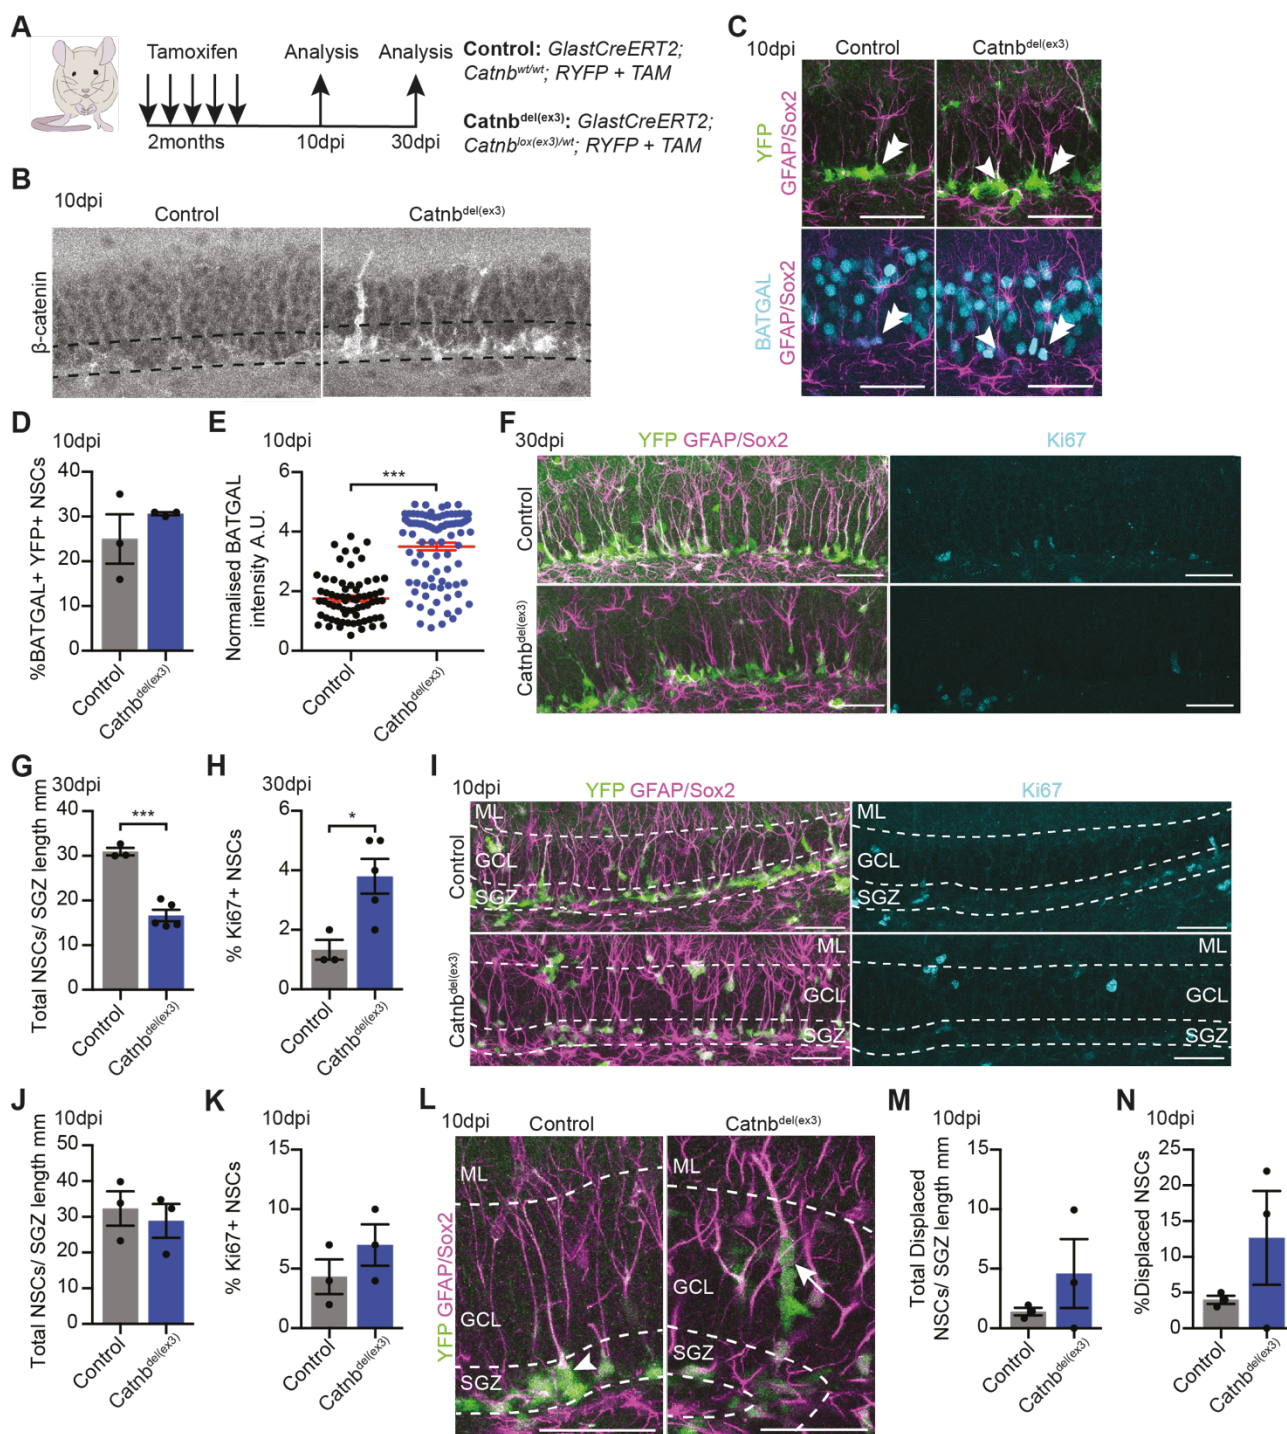 A
Tamoxifen
Analysis
Analysis
2months
10dpi
30dpi
Control: GlastCreERT2;
Catnbwt/wt; RYFP + TAM
Catnbdel(ex3): GlastCreERT2;
Catnblox(ex3)/wt; RYFP + TAM
B
10dpi
Control
Catnbdel(ex3)
β-catenin
C
10dpi
Control
Catnbdel(ex3)
YFP
GFAP/Sox2
BATGAL
GFAP/Sox2
D
10dpi
%BATGAL+ YFP+ NSCs
40
30
20
10
0
Control
Catnbdel(ex3)
E
10dpi
Normalised BATGAL
intensity A.U.
6
4
2
0
***
Control
Catnbdel(ex3)
F
30dpi
YFP GFAP/Sox2
Ki67
Control
Catnbdel(ex3)
G
30dpi
Total NSCs/ SGZ length mm
40
30
20
10
0
***
Control
Catnbdel(ex3)
H
30dpi
% Ki67+ NSCs
6
4
2
0
*
Control
Catnbdel(ex3)
I
10dpi
YFP GFAP/Sox2
Ki67
Control
ML
GCL
SGZ
ML
GCL
SGZ
Catnbdel(ex3)
ML
GCL
SGZ
ML
GCL
SGZ
J
10dpi
Total NSCs/ SGZ length mm
50
40
30
20
10
0
Control
Catnbdel(ex3)
K
10dpi
% Ki67+ NSCs
15
10
5
0
Control
Catnbdel(ex3)
L
10dpi
Control
Catnbdel(ex3)
YFP GFAP/Sox2
ML
GCL
SGZ
ML
GCL
SGZ
M
10dpi
Total Displaced
NSCs/ SGZ length mm
15
10
5
0
Control
Catnbdel(ex3)
N
10dpi
%Displaced NSCs
25
20
15
10
5
0
Control
Catnbdel(ex3)